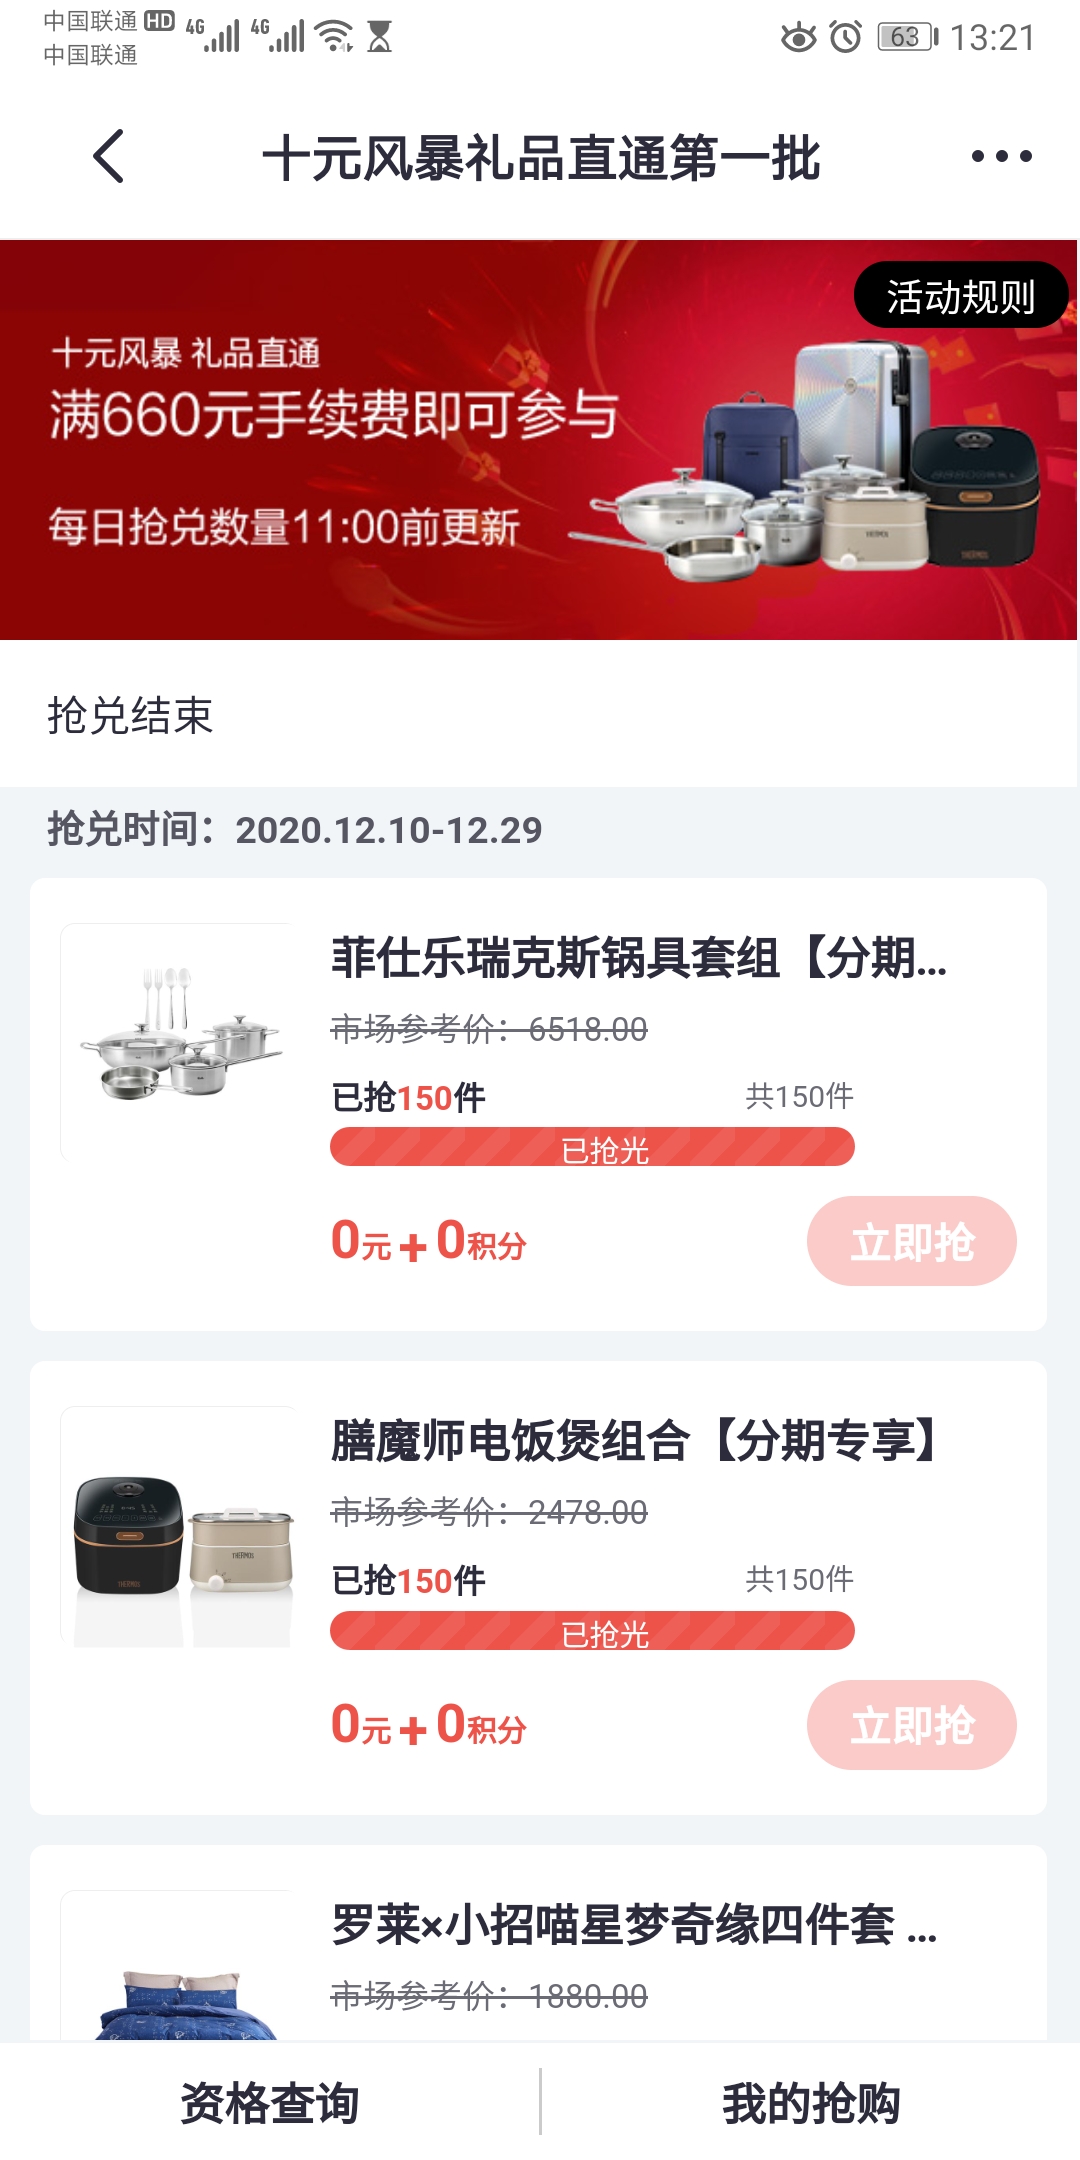 中国联通 HD 4G 4G 63 13:21
中国联通
十元风暴礼品直通第一批
活动规则
十元风暴 礼品直通
满660元手续费即可参与
每日抢兑数量11:00前更新
THERMOS
THERMOS
抢兑结束
抢兑时间：2020.12.10-12.29
菲仕乐瑞克斯锅具套组【分期...
市场参考价：6518.00
已抢150件 共150件
已抢光
0元+0积分 立即抢
膳魔师电饭煲组合【分期专享】
市场参考价：2478.00
THERMOS
THERMOS
已抢150件 共150件
已抢光
0元+0积分 立即抢
罗莱×小招喵星梦奇缘四件套 ...
市场参考价：1880.00
资格查询 我的抢购